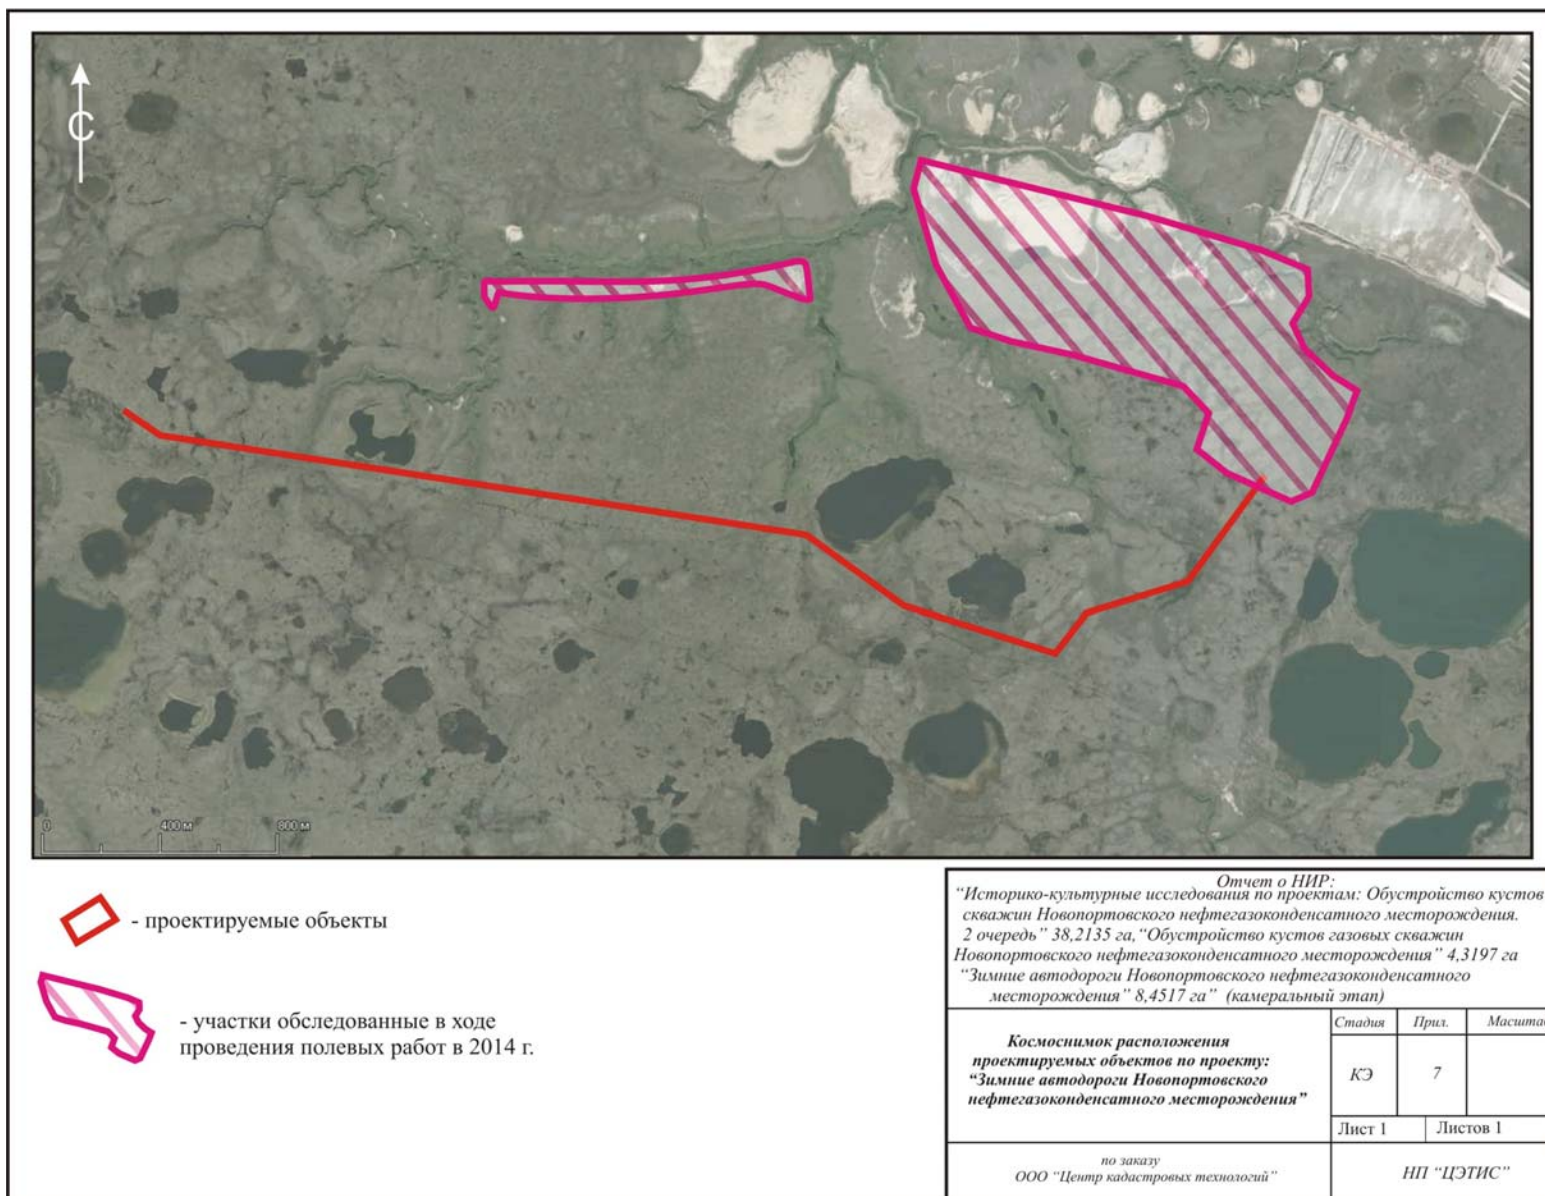 С
0
400 м
800 м
- проектируемые объекты
- участки обследованные в ходе
проведения полевых работ в 2014 г.
Отчет о НИР:
“Историко-культурные исследования по проектам: Обустройство кустов
скважин Новопортовского нефтегазоконденсатного месторождения.
2 очередь” 38,2135 га, “Обустройство кустов газовых скважин
Новопортовского нефтегазоконденсатного месторождения” 4,3197 га
“Зимние автодороги Новопортовского нефтегазоконденсатного
месторождения” 8,4517 га” (камеральный этап)
Космоснимок расположения
проектируемых объектов по проекту:
“Зимние автодороги Новопортовского
нефтегазоконденсатного месторождения”
Стадия Прил. Масштаб
КЭ 7
Лист 1 Листов 1
по заказу
ООО “Центр кадастровых технологий”
НП “ЦЭТИС”